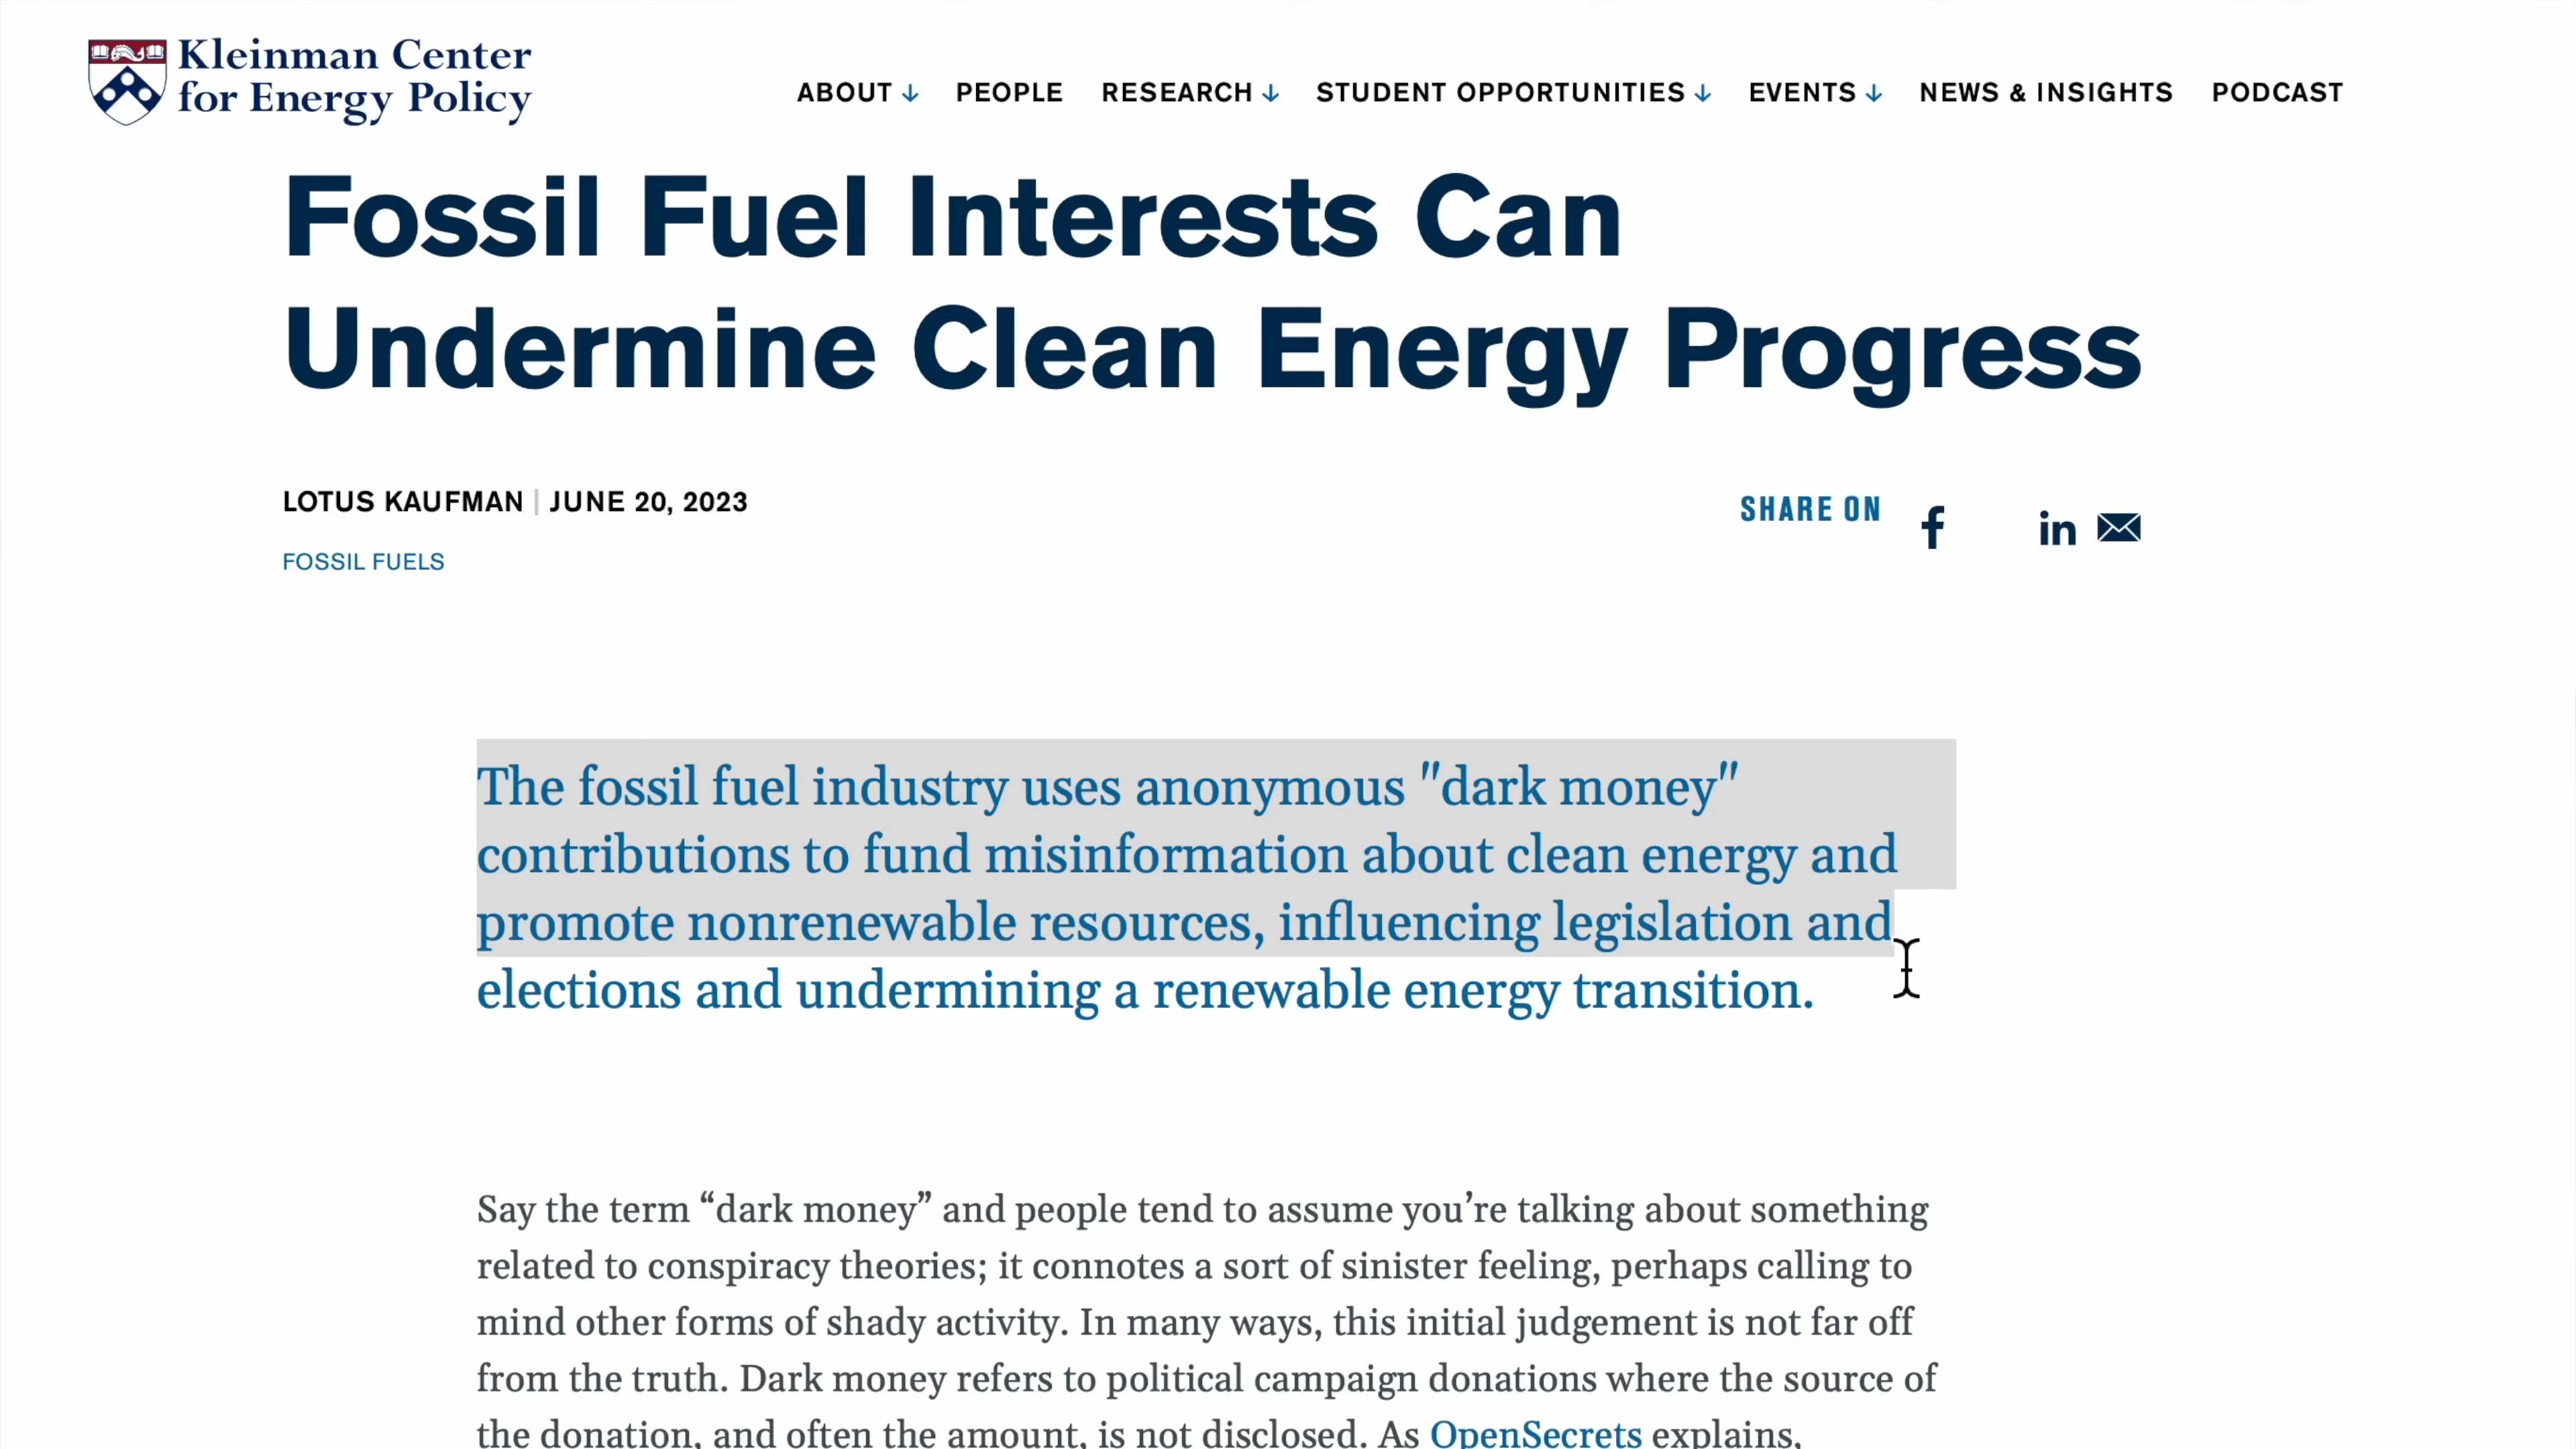 Kleinman Center
for Energy Policy
ABOUT ↓ PEOPLE RESEARCH ↓ STUDENT OPPORTUNITIES ↓ EVENTS ↓ NEWS & INSIGHTS PODCAST
Fossil Fuel Interests Can
Undermine Clean Energy Progress
LOTUS KAUFMAN | JUNE 20, 2023
SHARE ON
FOSSIL FUELS
The fossil fuel industry uses anonymous "dark money"
contributions to fund misinformation about clean energy and
promote nonrenewable resources, influencing legislation and
elections and undermining a renewable energy transition.
Say the term “dark money” and people tend to assume you’re talking about something
related to conspiracy theories; it connotes a sort of sinister feeling, perhaps calling to
mind other forms of shady activity. In many ways, this initial judgement is not far off
from the truth. Dark money refers to political campaign donations where the source of
the donation, and often the amount, is not disclosed. As OpenSecrets explains,